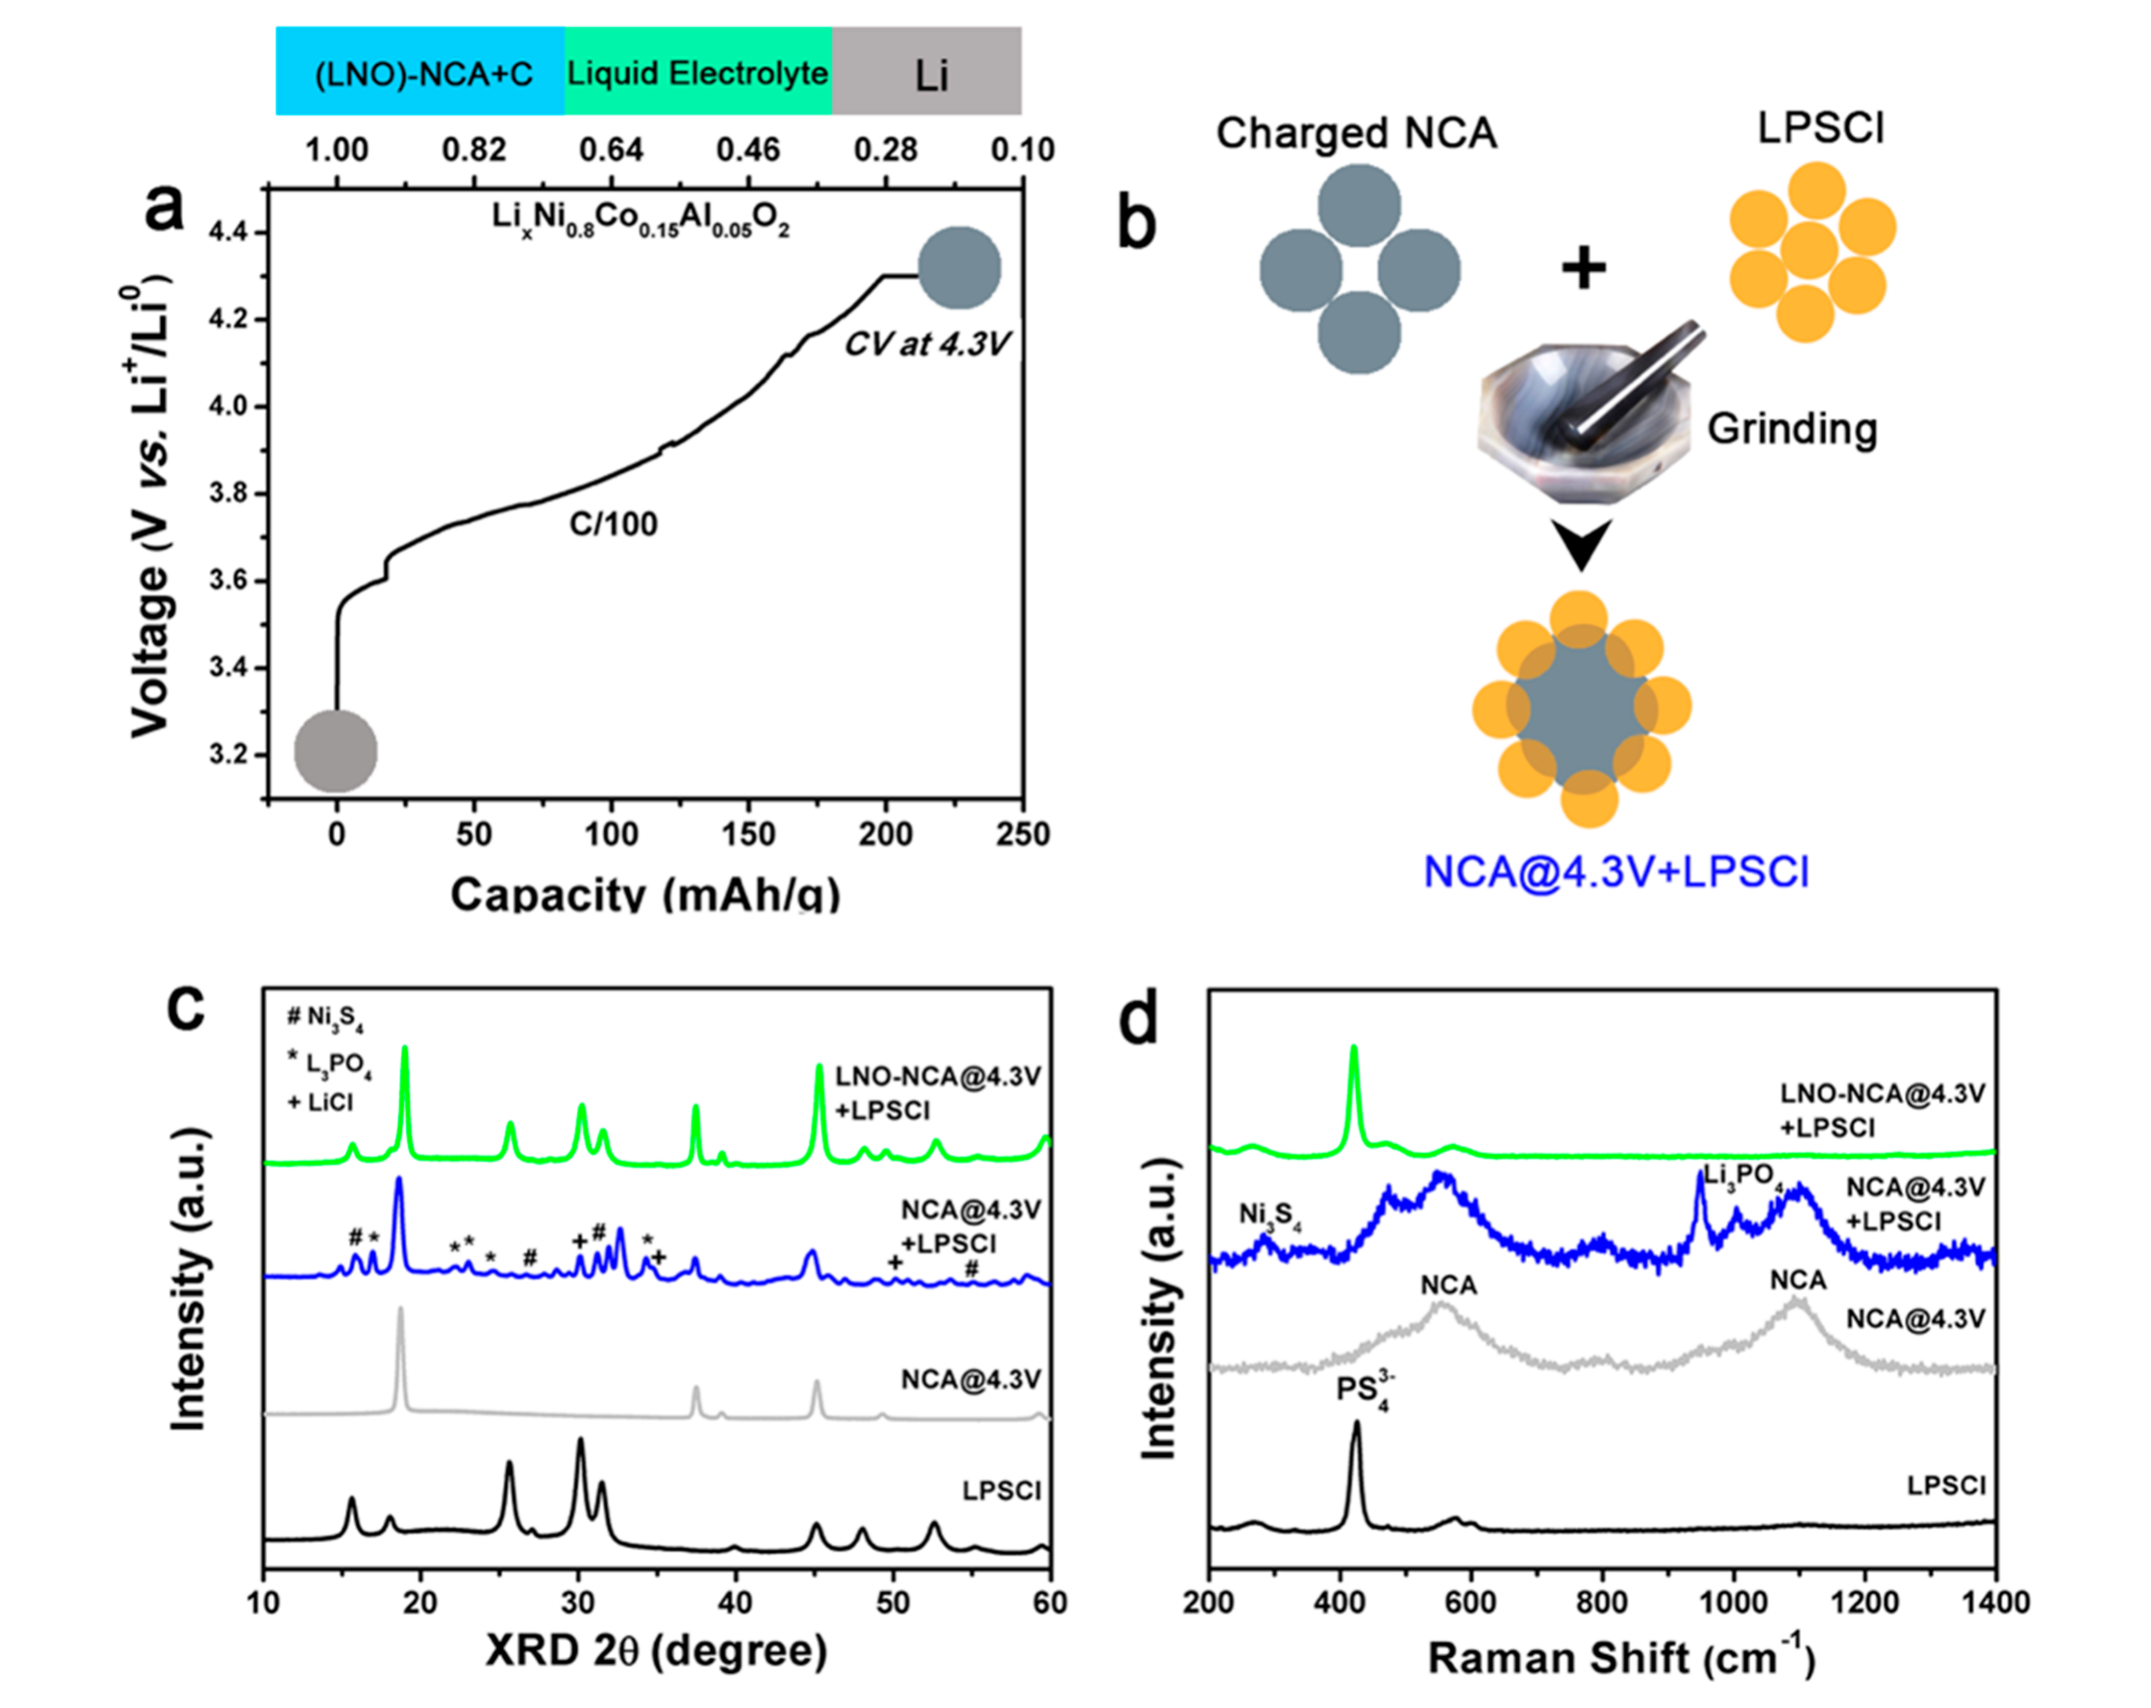 (LNO)-NCA+C Liquid Electrolyte Li
1.00 0.82 0.64 0.46 0.28 0.10
a
LiₓNi₀.₈Co₀.₁₅Al₀.₀₅O₂
4.4
4.2
4.0
3.8
3.6
3.4
3.2
Voltage (V vs. Li⁺/Li⁰)
CV at 4.3V
C/100
0 50 100 150 200 250
Capacity (mAh/g)
b
Charged NCA
LPSCl
+
Grinding
NCA@4.3V+LPSCl
c
# Ni₃S₄
* L₃PO₄
+ LiCl
LNO-NCA@4.3V
+LPSCl
NCA@4.3V
+LPSCl
# * * * * # + # * + + #
NCA@4.3V
LPSCl
Intensity (a.u.)
10 20 30 40 50 60
XRD 2θ (degree)
d
LNO-NCA@4.3V
+LPSCl
Ni₃S₄
Li₃PO₄
NCA@4.3V
+LPSCl
NCA
NCA
NCA@4.3V
PS₄³⁻
LPSCl
Intensity (a.u.)
200 400 600 800 1000 1200 1400
Raman Shift (cm⁻¹)